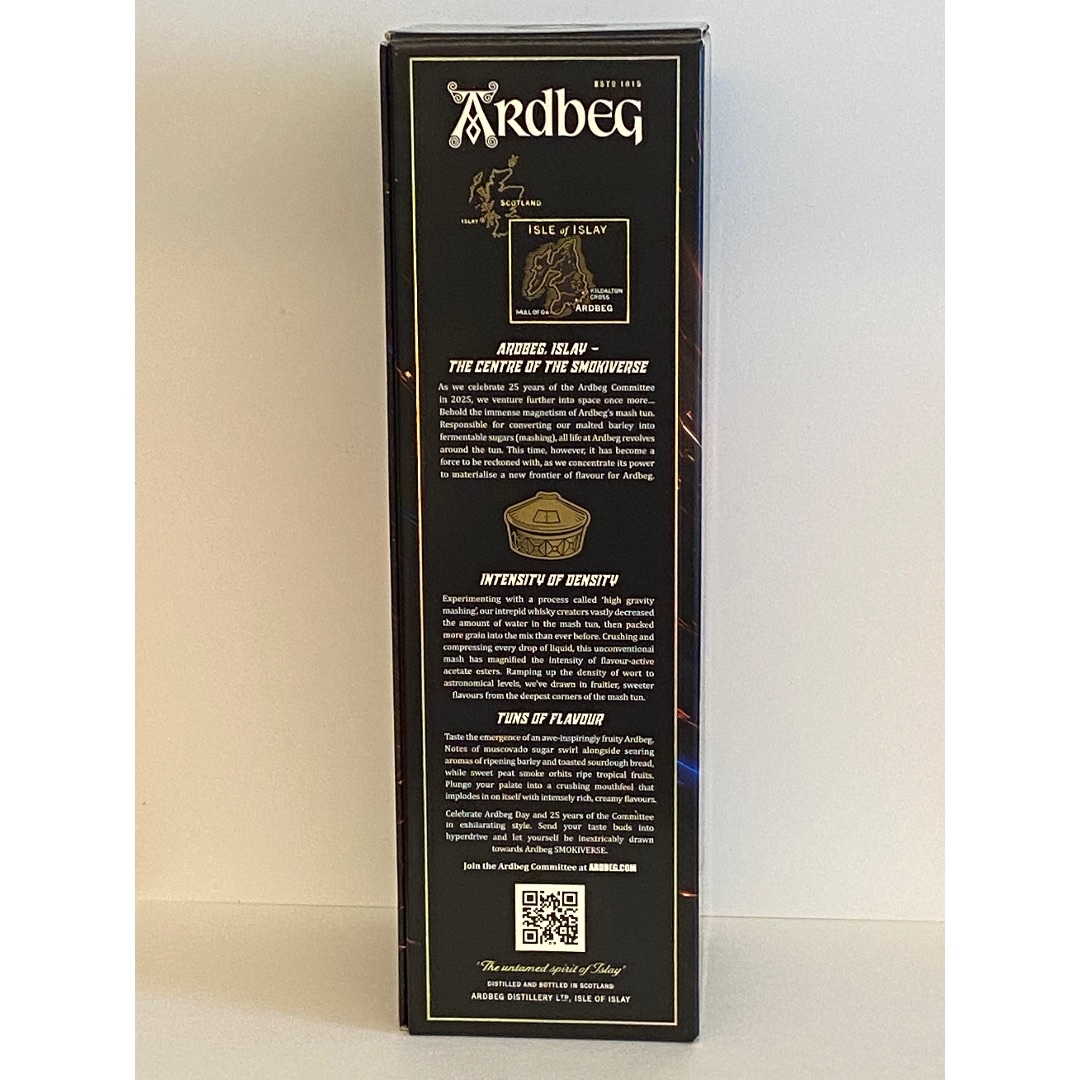 ESTD 1815
ARdbEG
SCOTLAND
ISLAY
ISLE of ISLAY
KILDALTON
CROSS
MULL OF OA
ARDBEG
ARDBEG, ISLAY –
THE CENTRE OF THE SMOKIVERSE
As we celebrate 25 years of the Ardbeg Committee
in 2025, we venture further into space once more...
Behold the immense magnetism of Ardbeg's mash tun.
Responsible for converting our malted barley into
fermentable sugars (mashing), all life at Ardbeg revolves
around the tun. This time, however, it has become a
force to be reckoned with, as we concentrate its power
to materialise a new frontier of flavour for Ardbeg.
INTENSITY OF DENSITY
Experimenting with a process called 'high gravity
mashing', our intrepid whisky creators vastly decreased
the amount of water in the mash tun, then packed
more grain into the mix than ever before. Crushing and
compressing every drop of liquid, this unconventional
mash has magnified the intensity of flavour-active
acetate esters. Ramping up the density of wort to
astronomical levels, we've drawn in fruitier, sweeter
flavours from the deepest corners of the mash tun.
TUNS OF FLAVOUR
Taste the emergence of an awe-inspiringly fruity Ardbeg.
Notes of muscovado sugar swirl alongside searing
aromas of ripening barley and toasted sourdough bread,
while sweet peat smoke orbits ripe tropical fruits.
Plunge your palate into a crushing mouthfeel that
implodes in on itself with intensely rich, creamy flavours.
Celebrate Ardbeg Day and 25 years of the Committee
in exhilarating style. Send your taste buds into
hyperdrive and let yourself be inextricably drawn
towards Ardbeg SMOKIVERSE.
Join the Ardbeg Committee at ARDBEG.COM
"The untamed spirit of Islay"
DISTILLED AND BOTTLED IN SCOTLAND
ARDBEG DISTILLERY LTD, ISLE OF ISLAY